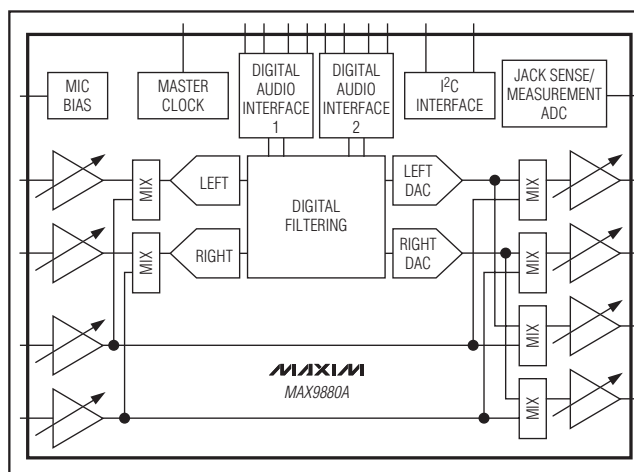 MIC
BIAS
MASTER
CLOCK
DIGITAL
AUDIO
INTERFACE
1
DIGITAL
AUDIO
INTERFACE
2
I²C
INTERFACE
JACK SENSE/
MEASUREMENT
ADC
MIX
LEFT
DIGITAL
FILTERING
LEFT
DAC
MIX
MIX
RIGHT
RIGHT
DAC
MIX
MIX
MIX
MAXIM
MAX9880A